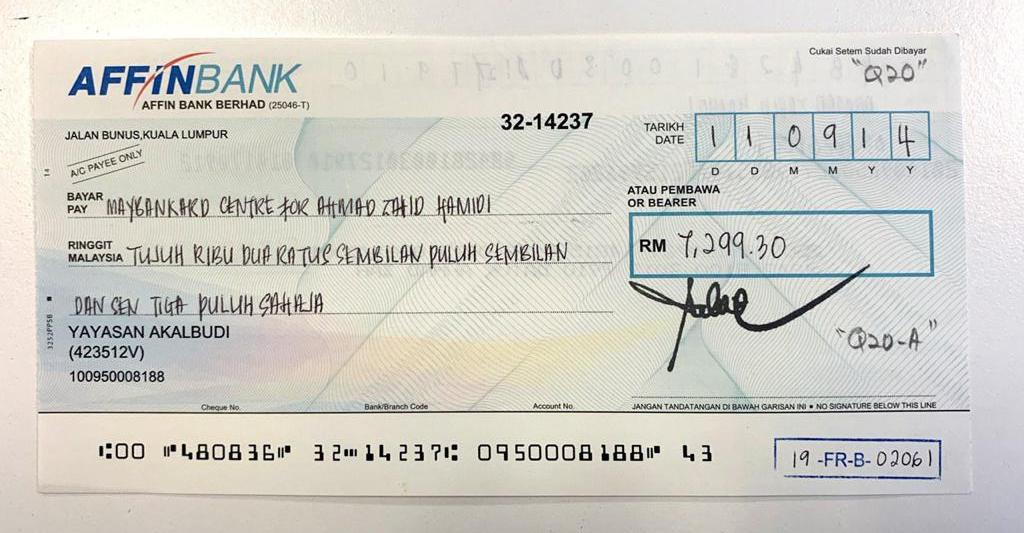 Cukai Setem Sudah Dibayar
"Q20"
AFFINBANK
AFFIN BANK BERHAD (25046-T)
JALAN BUNUS,KUALA LUMPUR
32-14237
TARIKH
DATE
1 1 0 9 1 4
D D M M Y Y
A/C PAYEE ONLY
ATAU PEMBAWA
OR BEARER
BAYAR
PAY
MAYBANKARD CENTRE FOR AHMAD ZAHID HAMIDI
RINGGIT
MALAYSIA
TUJUH RIBU DUA RATUS SEMBILAN PULUH SEMBILAN
RM 7,299.30
DAN SEN TIGA PULUH SAHAJA
YAYASAN AKALBUDI
(423512V)
100950008188
"Q20-A"
Cheque No. Bank/Branch Code Account No.
JANGAN TANDATANGAN DI BAWAH GARISAN INI • NO SIGNATURE BELOW THIS LINE
⑆00 ⑈480836⑈ 32⑉14237⑆ 0950008188⑈ 43
19-FR-B-02061